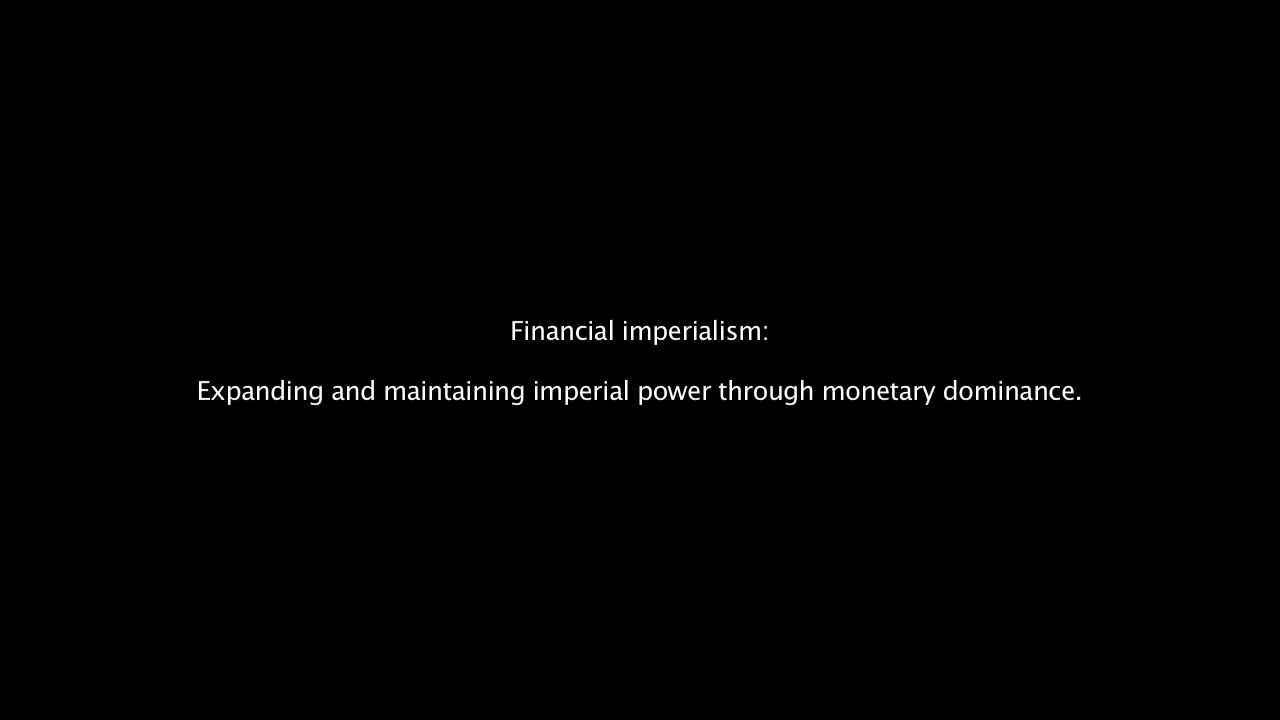 Financial imperialism:
Expanding and maintaining imperial power through monetary dominance.